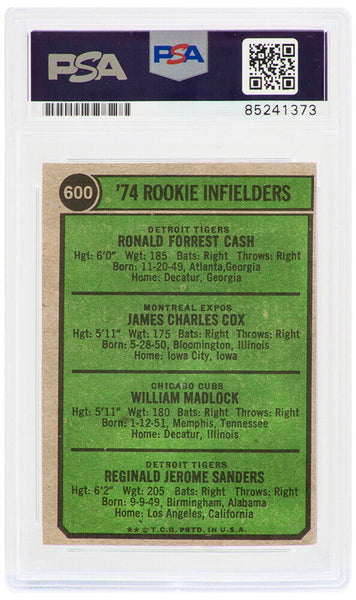 PSA
PSA
85241373
600 '74 ROOKIE INFIELDERS
DETROIT TIGERS
RONALD FORREST CASH
Hgt: 6'0" Wgt: 185 Bats: Right Throws: Right
Born: 11-20-49, Atlanta,Georgia
Home: Decatur, Georgia
MONTREAL EXPOS
JAMES CHARLES COX
Hgt: 5'11" Wgt: 175 Bats: Right Throws: Right
Born: 5-28-50, Bloomington, Illinois
Home: Iowa City, Iowa
CHICAGO CUBS
WILLIAM MADLOCK
Hgt: 5'11" Wgt: 180 Bats: Right Throws: Right
Born: 1-12-51, Memphis, Tennessee
Home: Decatur, Illinois
DETROIT TIGERS
REGINALD JEROME SANDERS
Hgt: 6'2" Wgt: 205 Bats: Right Throws: Right
Born: 9-9-49, Birmingham, Alabama
Home: Los Angeles, California
**© T.C.G. PRTD. IN U.S.A.